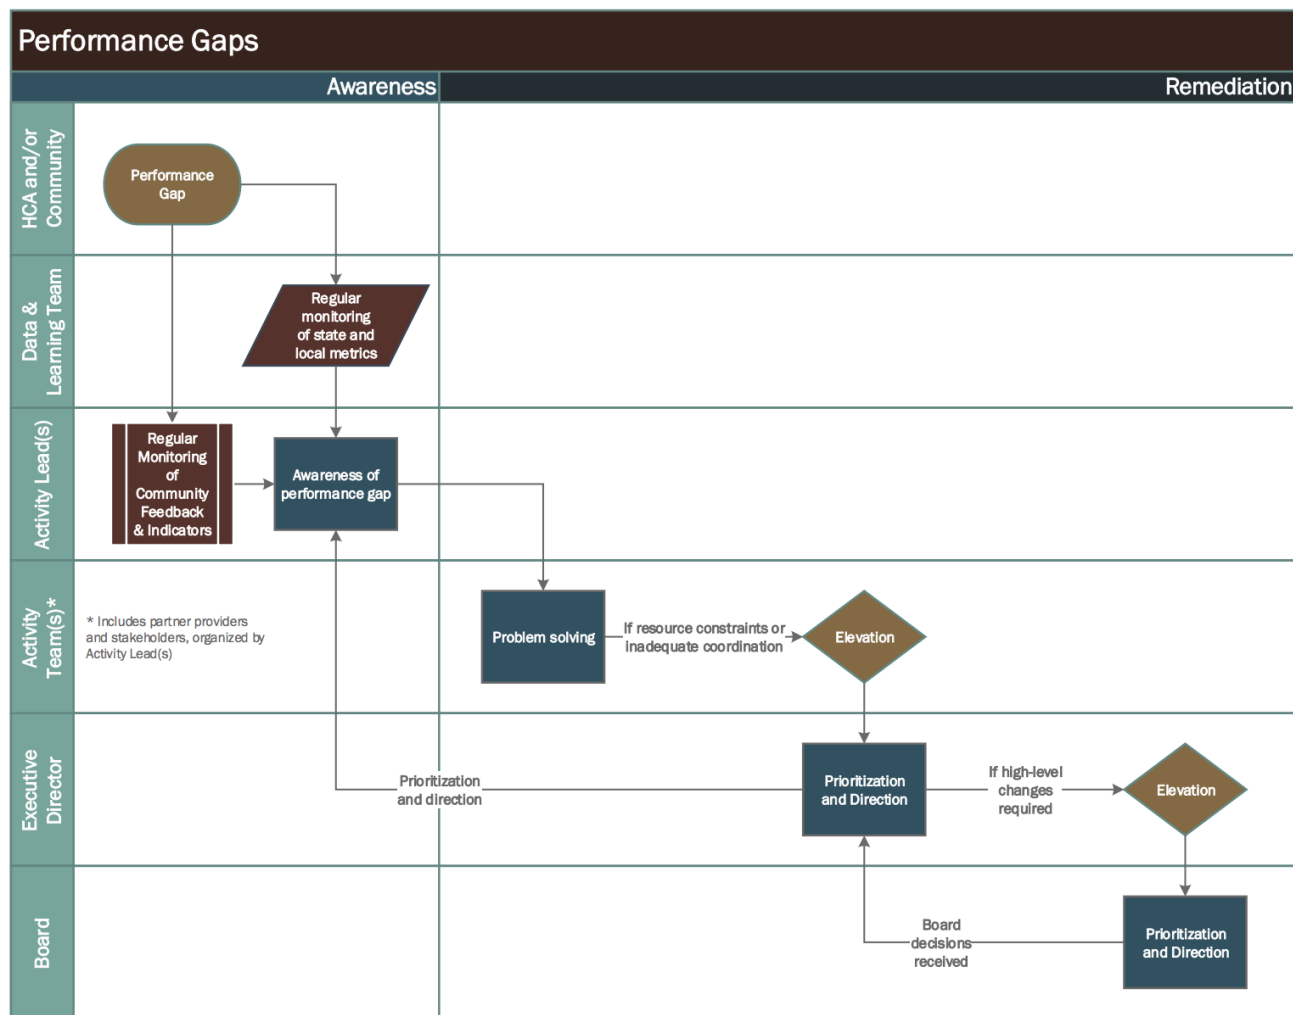 Performance Gaps
Awareness
Remediation
HCA and/or
Community
Performance
Gap
Data &
Learning Team
Regular
monitoring
of state and
local metrics
Activity Lead(s)
Regular
Monitoring
of
Community
Feedback
& Indicators
Awareness of
performance gap
Activity
Team(s)*
* Includes partner providers
and stakeholders, organized by
Activity Lead(s)
Problem solving
If resource constraints or
inadequate coordination
Elevation
Executive
Director
Prioritization
and direction
Prioritization
and Direction
If high-level
changes
required
Elevation
Board
Board
decisions
received
Prioritization
and Direction